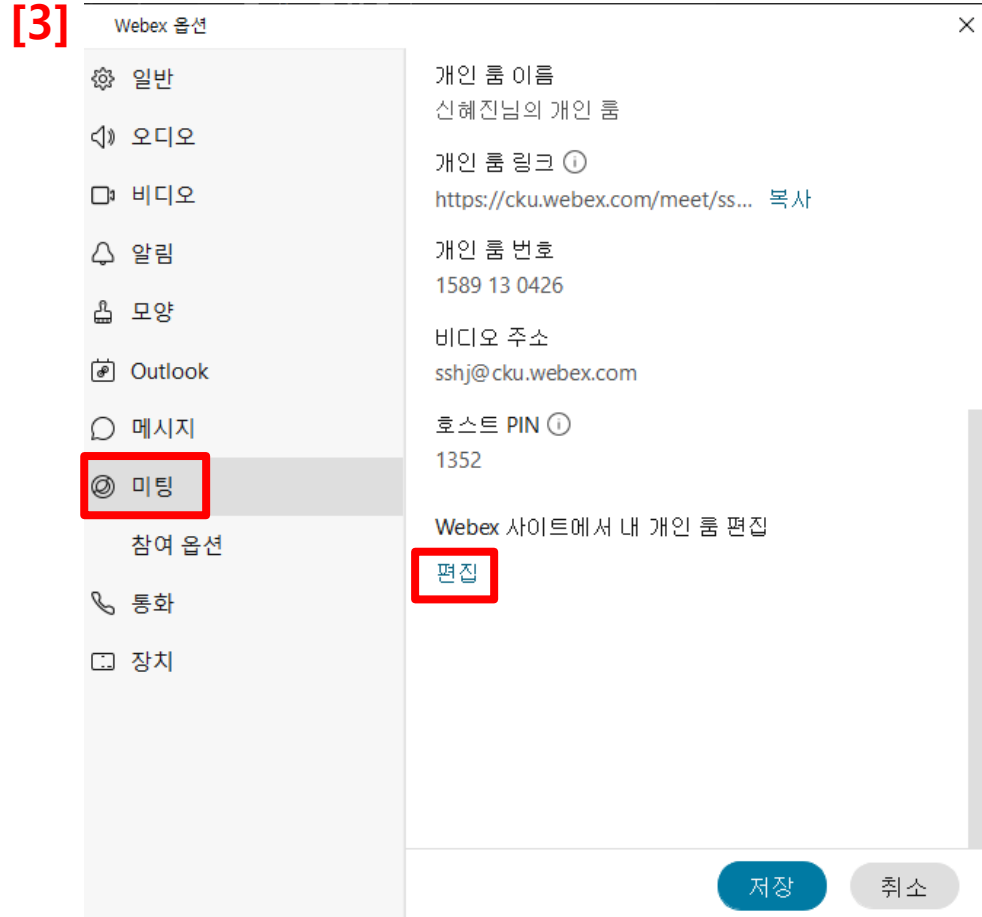 [3]
Webex 옵션
일반
오디오
비디오
알림
모양
Outlook
메시지
미팅
참여 옵션
통화
장치
개인 룸 이름
신혜진님의 개인 룸
개인 룸 링크
https://cku.webex.com/meet/ss... 복사
개인 룸 번호
1589 13 0426
비디오 주소
sshj@cku.webex.com
호스트 PIN
1352
Webex 사이트에서 내 개인 룸 편집
편집
저장
취소